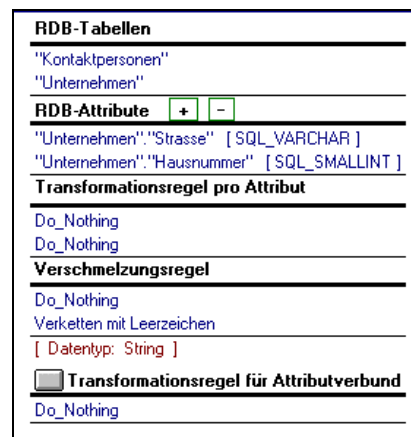 RDB-Tabellen
"Kontaktpersonen"
"Unternehmen"
RDB-Attribute + -
"Unternehmen"."Strasse" [ SQL_VARCHAR ]
"Unternehmen"."Hausnummer" [ SQL_SMALLINT ]
Transformationsregel pro Attribut
Do_Nothing
Do_Nothing
Verschmelzungsregel
Do_Nothing
Verketten mit Leerzeichen
[ Datentyp: String ]
Transformationsregel für Attributverbund
Do_Nothing